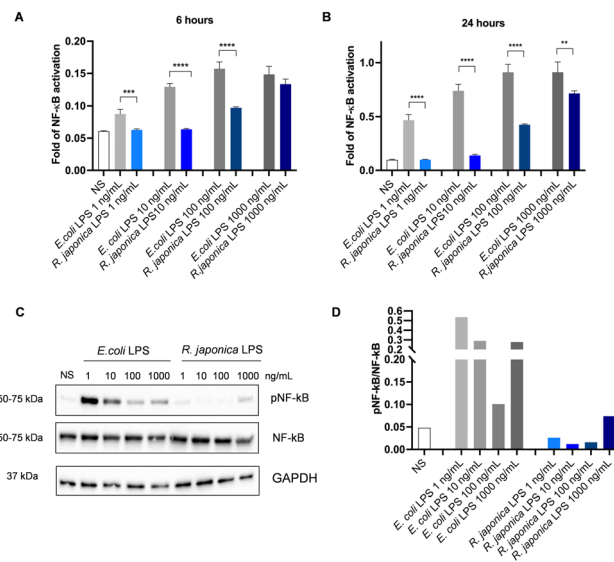 A
6 hours
Fold of NF-κB activation
0.20
0.15
0.10
0.05
0.00
***
****
****
NS
E.coli LPS 1 ng/mL
R. japonica LPS 1 ng/mL
E. coli LPS 10 ng/mL
R. japonica LPS10 ng/mL
E.coli LPS 100 ng/mL
R. japonica LPS 100 ng/mL
E.coli LPS 1000 ng/mL
R.japonica LPS 1000 ng/mL
B
24 hours
Fold of NF-κB activation
1.0
0.5
0.0
****
****
****
**
NS
E.coli LPS 1 ng/mL
R. japonica LPS 1 ng/mL
E. coli LPS 10 ng/mL
R. japonica LPS10 ng/mL
E.coli LPS 100 ng/mL
R. japonica LPS 100 ng/mL
E.coli LPS 1000 ng/mL
R.japonica LPS 1000 ng/mL
C
E.coli LPS
R. japonica LPS
NS 1 10 100 1000 1 10 100 1000 ng/mL
50-75 kDa
pNF-kB
50-75 kDa
NF-kB
37 kDa
GAPDH
D
pNF-kB/NF-kB
0.6
0.5
0.4
0.3
0.2
0.20
0.15
0.10
0.05
0.00
NS
E. coli LPS 1 ng/mL
E. coli LPS 10 ng/mL
E. coli LPS 100 ng/mL
E. coli LPS 1000 ng/mL
R. japonica LPS 1 ng/mL
R. japonica LPS 10 ng/mL
R. japonica LPS 100 ng/mL
R. japonica LPS 1000 ng/mL